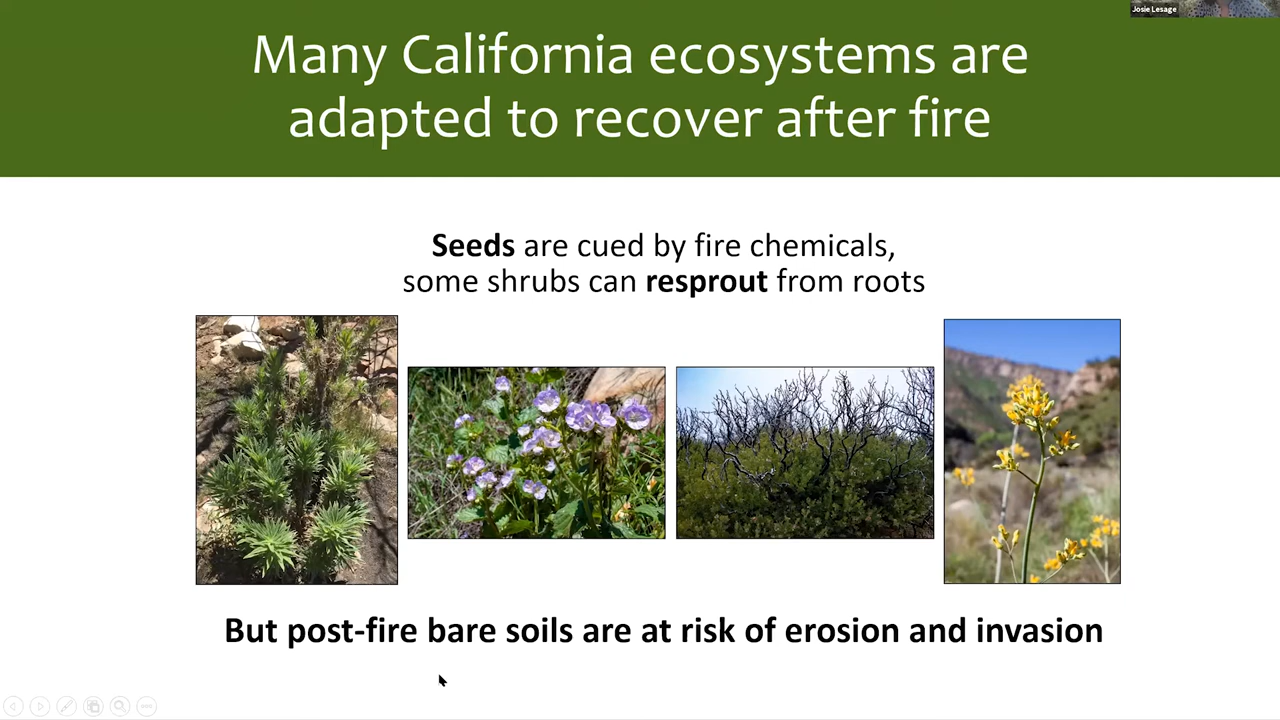 Josie Lesage
Many California ecosystems are
adapted to recover after fire
Seeds are cued by fire chemicals,
some shrubs can resprout from roots
But post-fire bare soils are at risk of erosion and invasion